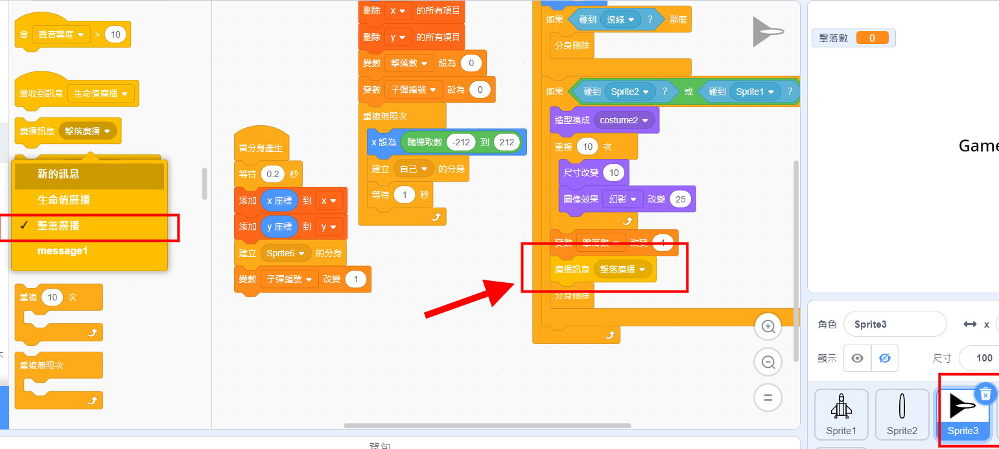 當 聲音響度 > 10
當收到訊息 生命值廣播
廣播訊息 擊落廣播
新的訊息
生命值廣播
✓ 擊落廣播
message1
重複 10 次
重複無限次
當分身產生
等待 0.2 秒
添加 x 座標 到 x
添加 y 座標 到 y
建立 Sprite6 的分身
變數 子彈編號 改變 1
刪除 x 的所有項目
刪除 y 的所有項目
變數 擊落數 設為 0
變數 子彈編號 設為 0
重複無限次
x 設為 隨機取數 -212 到 212
建立 自己 的分身
等待 1 秒
如果 碰到 邊緣 ? 那麼
分身刪除
如果 碰到 Sprite2 ? 或 碰到 Sprite1 ?
造型換成 costume2
重複 10 次
尺寸改變 10
圖像效果 幻影 改變 25
變數 擊落數 改變 1
廣播訊息 擊落廣播
分身刪除
擊落數 0
Game
角色 Sprite3 x
顯示 尺寸 100
Sprite1 Sprite2 Sprite3
背包